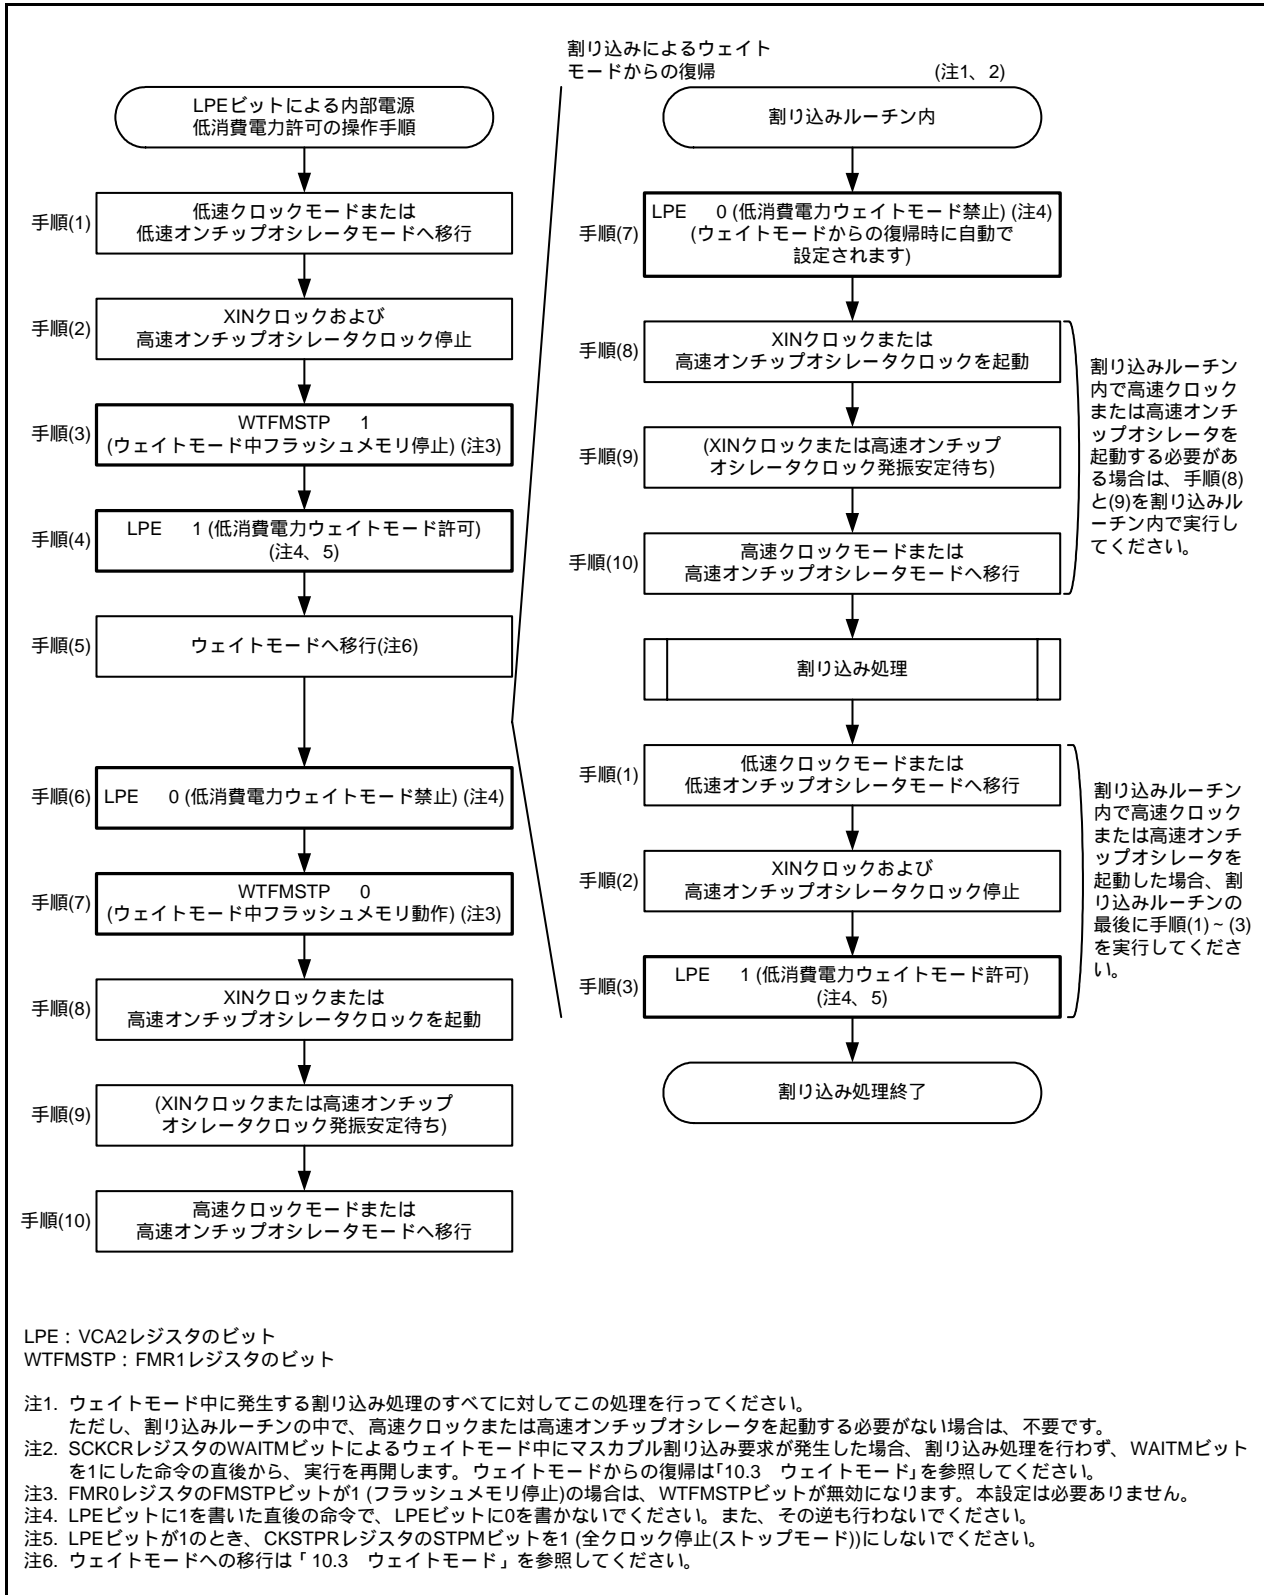 LPEビットによる内部電源
低消費電力許可の操作手順
手順(1)
低速クロックモードまたは
低速オンチップオシレータモードへ移行
手順(2)
XINクロックおよび
高速オンチップオシレータクロック停止
手順(3)
WTFMSTP 1
(ウェイトモード中フラッシュメモリ停止) (注3)
手順(4)
LPE 1 (低消費電力ウェイトモード許可)
(注4、5)
手順(5)
ウェイトモードへ移行(注6)
手順(6)
LPE 0 (低消費電力ウェイトモード禁止) (注4)
手順(7)
WTFMSTP 0
(ウェイトモード中フラッシュメモリ動作) (注3)
手順(8)
XINクロックまたは
高速オンチップオシレータクロックを起動
手順(9)
(XINクロックまたは高速オンチップ
オシレータクロック発振安定待ち)
手順(10)
高速クロックモードまたは
高速オンチップオシレータモードへ移行
割り込みによるウェイト
モードからの復帰 (注1、2)
割り込みルーチン内
手順(7)
LPE 0 (低消費電力ウェイトモード禁止) (注4)
(ウェイトモードからの復帰時に自動で
設定されます)
手順(8)
XINクロックまたは
高速オンチップオシレータクロックを起動
手順(9)
(XINクロックまたは高速オンチップ
オシレータクロック発振安定待ち)
手順(10)
高速クロックモードまたは
高速オンチップオシレータモードへ移行
割り込みルーチン
内で高速クロック
または高速オンチ
ップオシレータを
起動する必要があ
る場合は、手順(8)
と(9)を割り込みル
ーチン内で実行し
てください。
割り込み処理
手順(1)
低速クロックモードまたは
低速オンチップオシレータモードへ移行
手順(2)
XINクロックおよび
高速オンチップオシレータクロック停止
手順(3)
LPE 1 (低消費電力ウェイトモード許可)
(注4、5)
割り込みルーチン
内で高速クロック
または高速オンチ
ップオシレータを
起動した場合、割
り込みルーチンの
最後に手順(1)~(3)
を実行してくださ
い。
割り込み処理終了
LPE : VCA2レジスタのビット
WTFMSTP : FMR1レジスタのビット
注1. ウェイトモード中に発生する割り込み処理のすべてに対してこの処理を行ってください。
ただし、割り込みルーチンの中で、高速クロックまたは高速オンチップオシレータを起動する必要がない場合は、不要です。
注2. SCKCRレジスタのWAITMビットによるウェイトモード中にマスカブル割り込み要求が発生した場合、割り込み処理を行わず、WAITMビット
を1にした命令の直後から、実行を再開します。ウェイトモードからの復帰は「10.3 ウェイトモード」を参照してください。
注3. FMR0レジスタのFMSTPビットが1 (フラッシュメモリ停止)の場合は、WTFMSTPビットが無効になります。本設定は必要ありません。
注4. LPEビットに1を書いた直後の命令で、LPEビットに0を書かないでください。また、その逆も行わないでください。
注5. LPEビットが1のとき、CKSTPRレジスタのSTPMビットを1 (全クロック停止(ストップモード))にしないでください。
注6. ウェイトモードへの移行は「 10.3 ウェイトモード 」を参照してください。